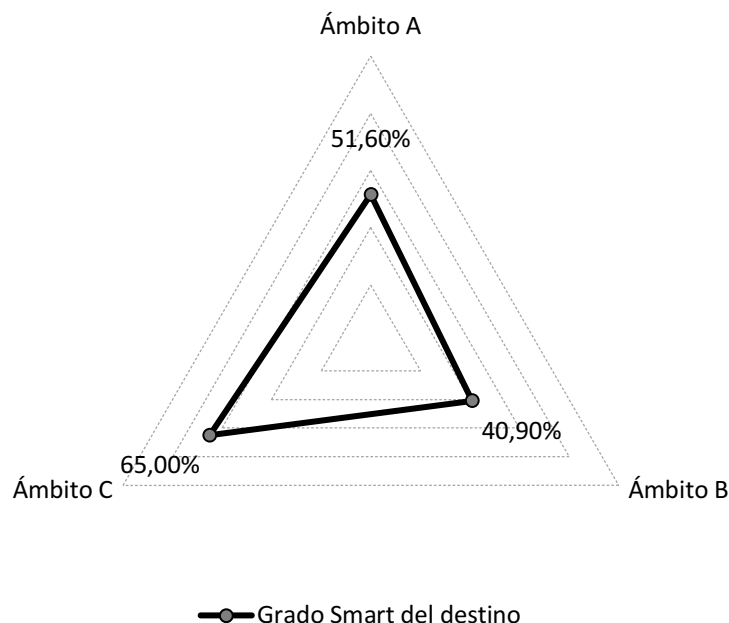 Ámbito A
51,60%
40,90%
65,00%
Ámbito C
Ámbito B
Grado Smart del destino